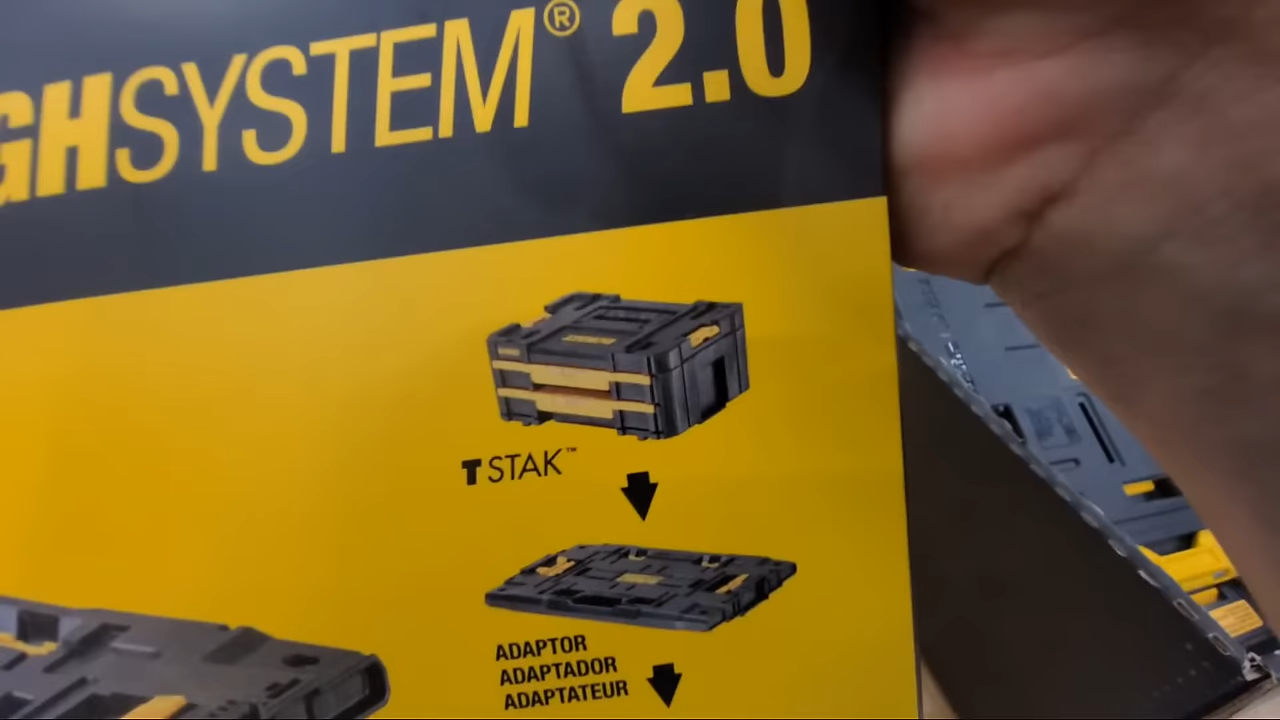 GHSYSTEM® 2.0
TSTAK™
ADAPTOR
ADAPTADOR
ADAPTATEUR